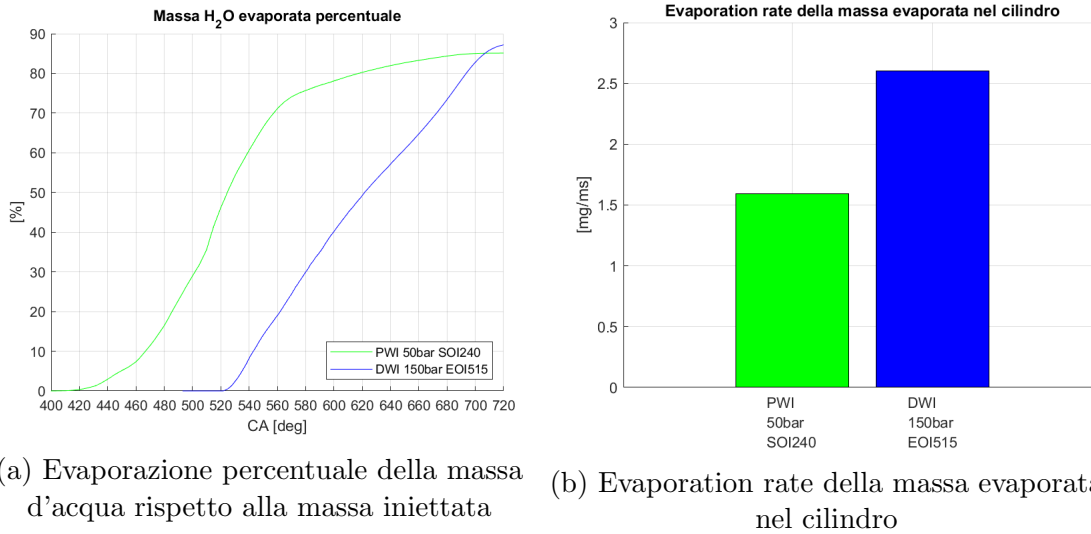 Massa H2O evaporata percentuale
90
80
70
60
50
40
30
20
10
0
[%]
PWI 50bar SOI240
DWI 150bar EOI515
400 420 440 460 480 500 520 540 560 580 600 620 640 660 680 700 720
CA [deg]
(a) Evaporazione percentuale della massa
d'acqua rispetto alla massa iniettata
Evaporation rate della massa evaporata nel cilindro
3
2.5
2
1.5
1
0.5
0
[mg/ms]
PWI
50bar
SOI240
DWI
150bar
EOI515
(b) Evaporation rate della massa evaporata
nel cilindro